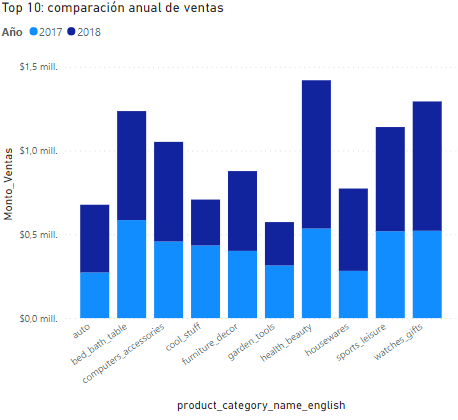 Top 10: comparación anual de ventas
Año 2017 2018
Monto_Ventas
$1,5 mill.
$1,0 mill.
$0,5 mill.
$0,0 mill.
auto
bed_bath_table
computers_accessories
cool_stuff
furniture_decor
garden_tools
health_beauty
housewares
sports_leisure
watches_gifts
product_category_name_english